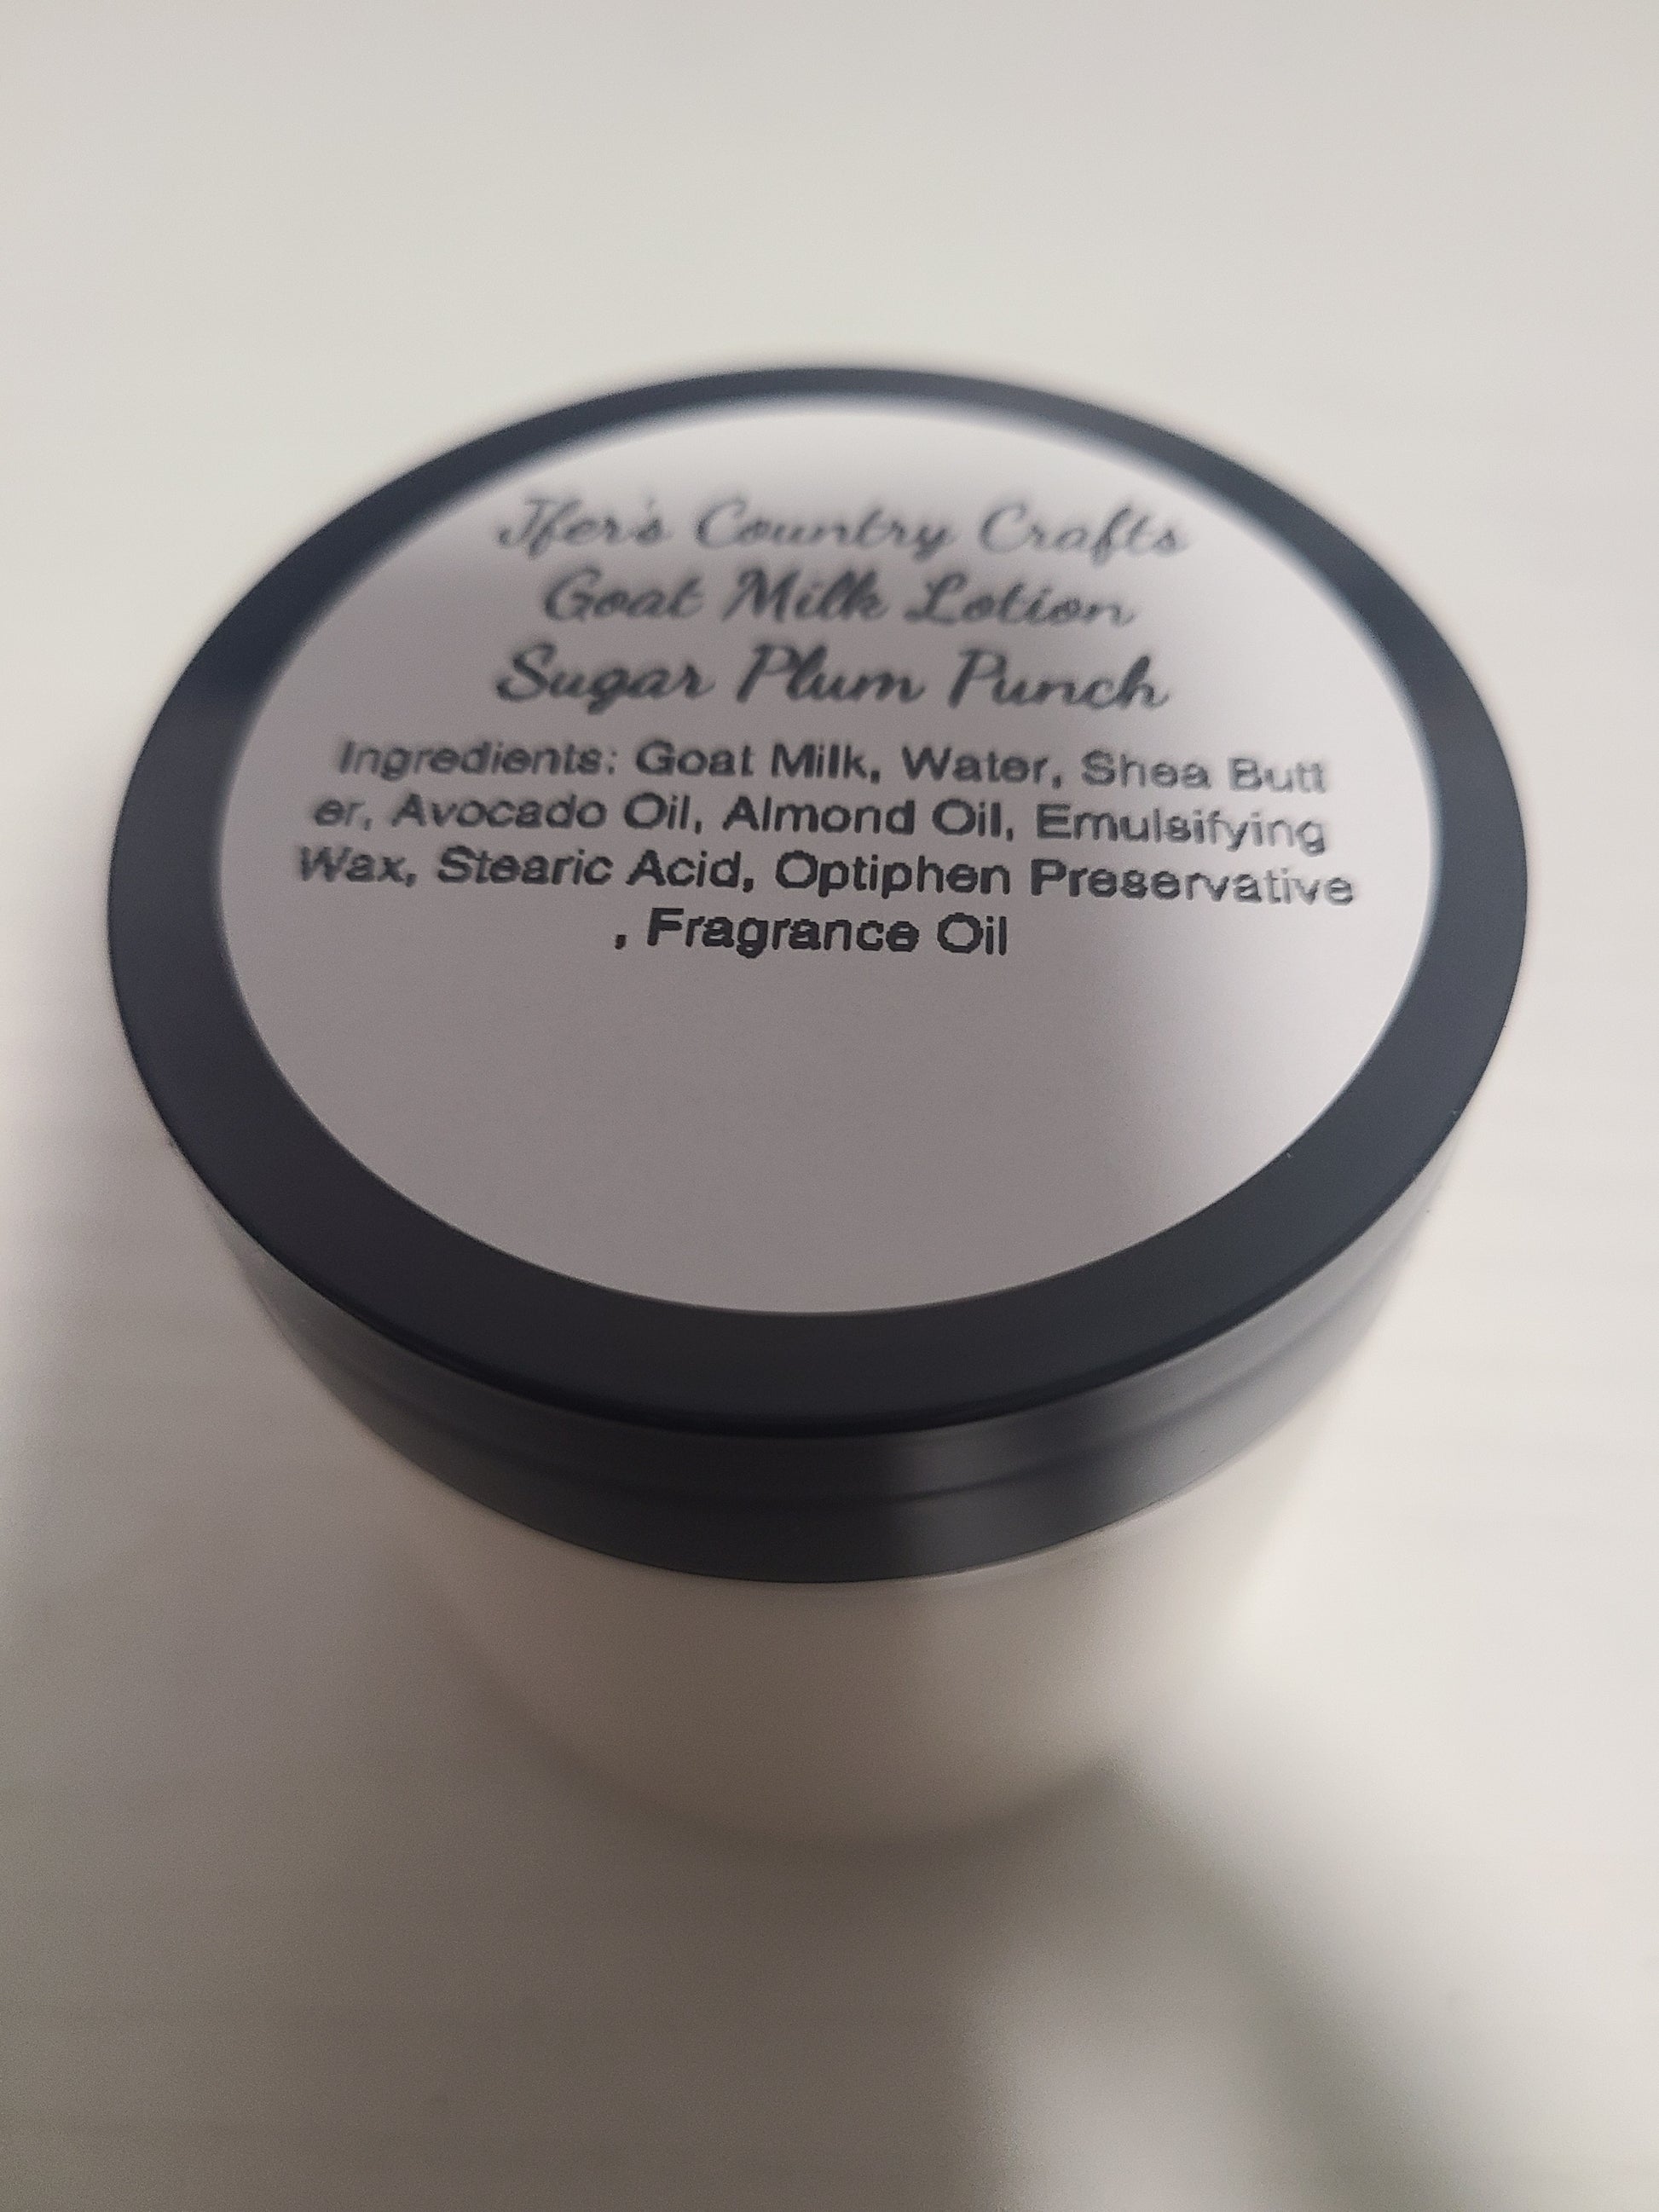 Jfer's Country Crafts
Goat Milk Lotion
Sugar Plum Punch
Ingredients: Goat Milk, Water, Shea Butt
er, Avocado Oil, Almond Oil, Emulsifying
Wax, Stearic Acid, Optiphen Preservative
, Fragrance Oil